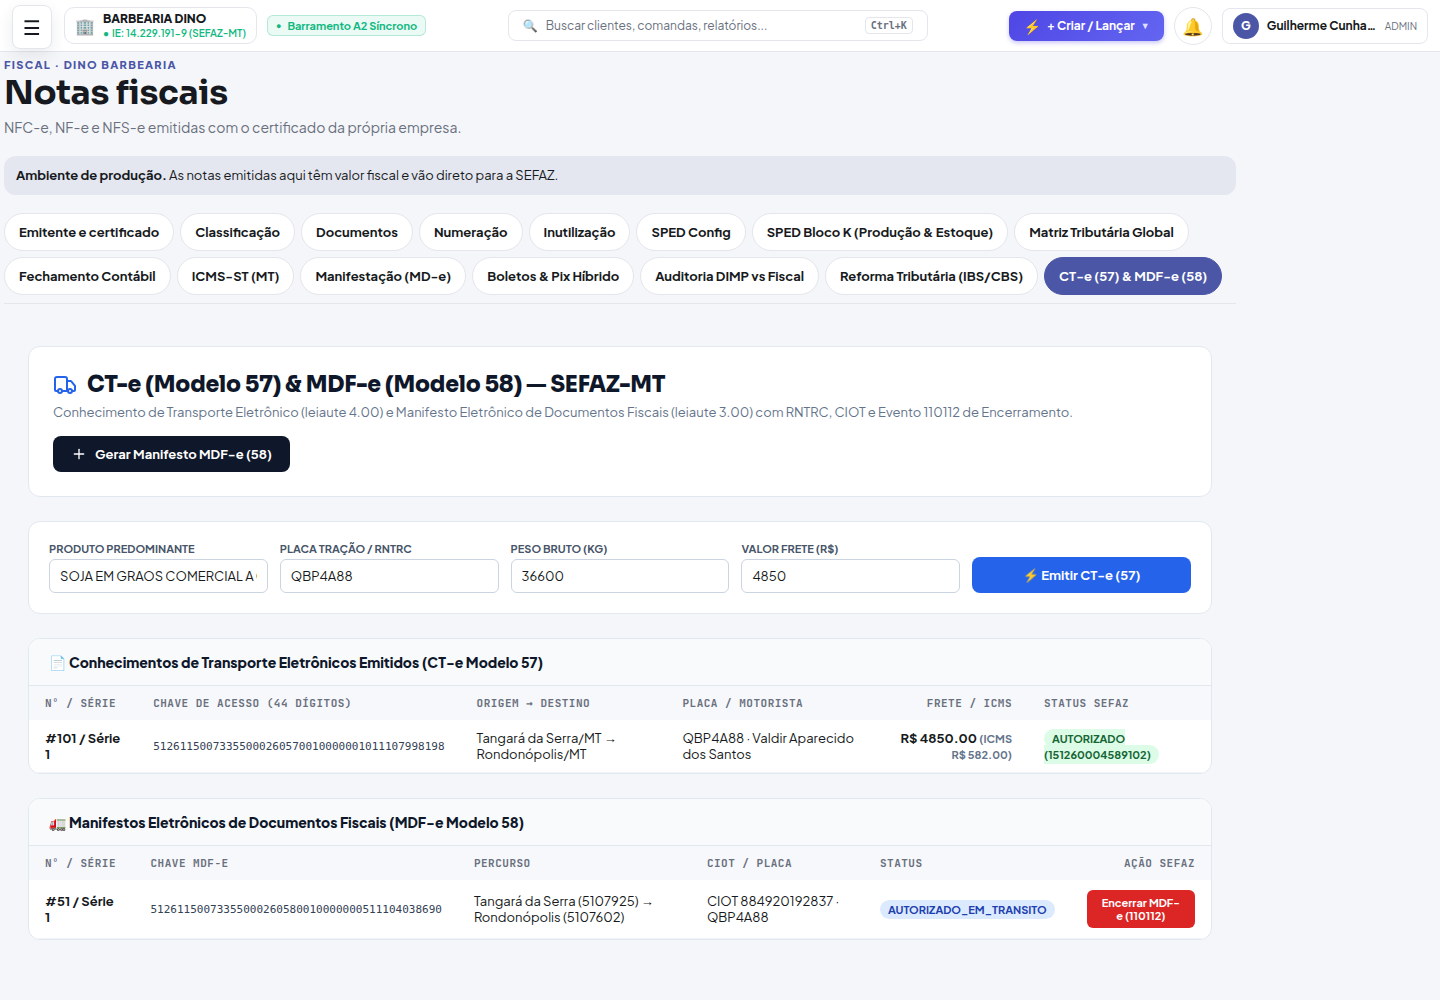 BARBEARIA DINO
● IE: 14.229.191-9 (SEFAZ-MT)
● Barramento A2 Síncrono
Buscar clientes, comandas, relatórios...
Ctrl+K
+ Criar / Lançar ▼
G
Guilherme Cunha...
ADMIN
FISCAL · DINO BARBEARIA
Notas fiscais
NFC-e, NF-e e NFS-e emitidas com o certificado da própria empresa.
Ambiente de produção. As notas emitidas aqui têm valor fiscal e vão direto para a SEFAZ.
Emitente e certificado
Classificação
Documentos
Numeração
Inutilização
SPED Config
SPED Bloco K (Produção & Estoque)
Matriz Tributária Global
Fechamento Contábil
ICMS-ST (MT)
Manifestação (MD-e)
Boletos & Pix Híbrido
Auditoria DIMP vs Fiscal
Reforma Tributária (IBS/CBS)
CT-e (57) & MDF-e (58)
CT-e (Modelo 57) & MDF-e (Modelo 58) — SEFAZ-MT
Conhecimento de Transporte Eletrônico (leiaute 4.00) e Manifesto Eletrônico de Documentos Fiscais (leiaute 3.00) com RNTRC, CIOT e Evento 110112 de Encerramento.
+ Gerar Manifesto MDF-e (58)
PRODUTO PREDOMINANTE
PLACA TRAÇÃO / RNTRC
PESO BRUTO (KG)
VALOR FRETE (R$)
SOJA EM GRAOS COMERCIAL A
QBP4A88
36600
4850
⚡ Emitir CT-e (57)
Conhecimentos de Transporte Eletrônicos Emitidos (CT-e Modelo 57)
Nº / SÉRIE
CHAVE DE ACESSO (44 DÍGITOS)
ORIGEM → DESTINO
PLACA / MOTORISTA
FRETE / ICMS
STATUS SEFAZ
#101 / Série
1
51261150073355000260570010000001011107998198
Tangará da Serra/MT →
Rondonópolis/MT
QBP4A88 · Valdir Aparecido
dos Santos
R$ 4850.00 (ICMS
R$ 582.00)
AUTORIZADO
(151260004589102)
Manifestos Eletrônicos de Documentos Fiscais (MDF-e Modelo 58)
Nº / SÉRIE
CHAVE MDF-E
PERCURSO
CIOT / PLACA
STATUS
AÇÃO SEFAZ
#51 / Série
1
51261150073355000260580010000000511104038690
Tangará da Serra (5107925) →
Rondonópolis (5107602)
CIOT 884920192837 ·
QBP4A88
AUTORIZADO_EM_TRANSITO
Encerrar MDF-
e (110112)